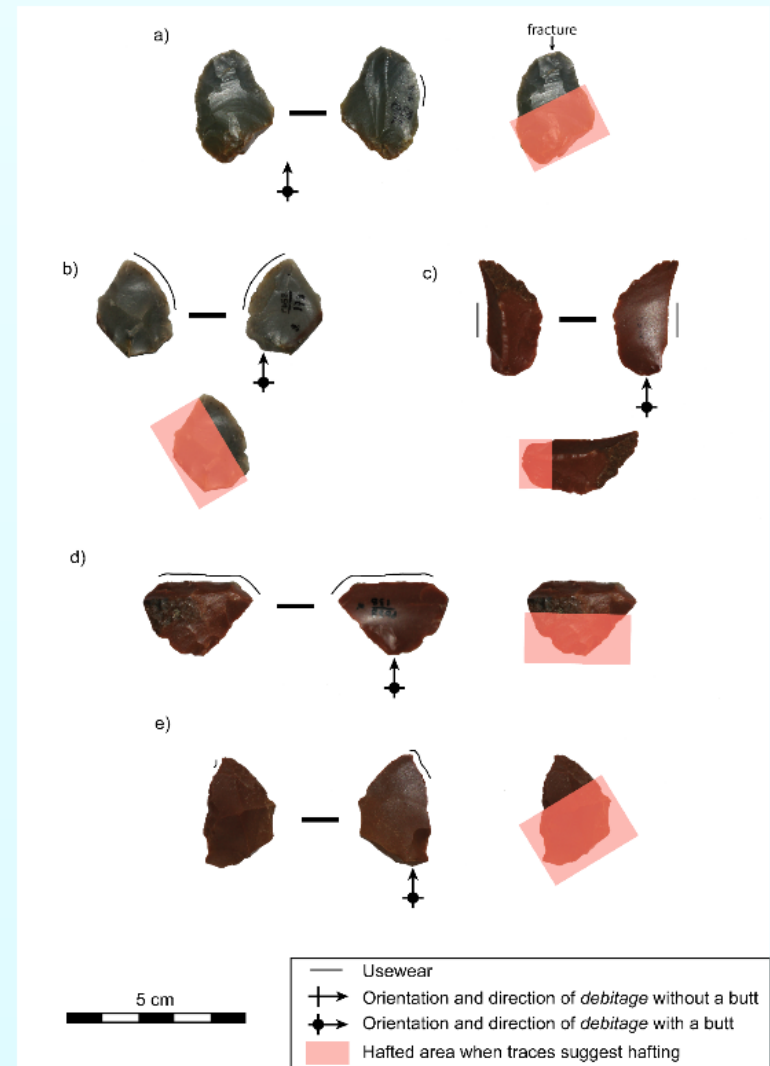 a)
fracture
b)
c)
d)
e)
5 cm
Usewear
Orientation and direction of debitage without a butt
Orientation and direction of debitage with a butt
Hafted area when traces suggest hafting